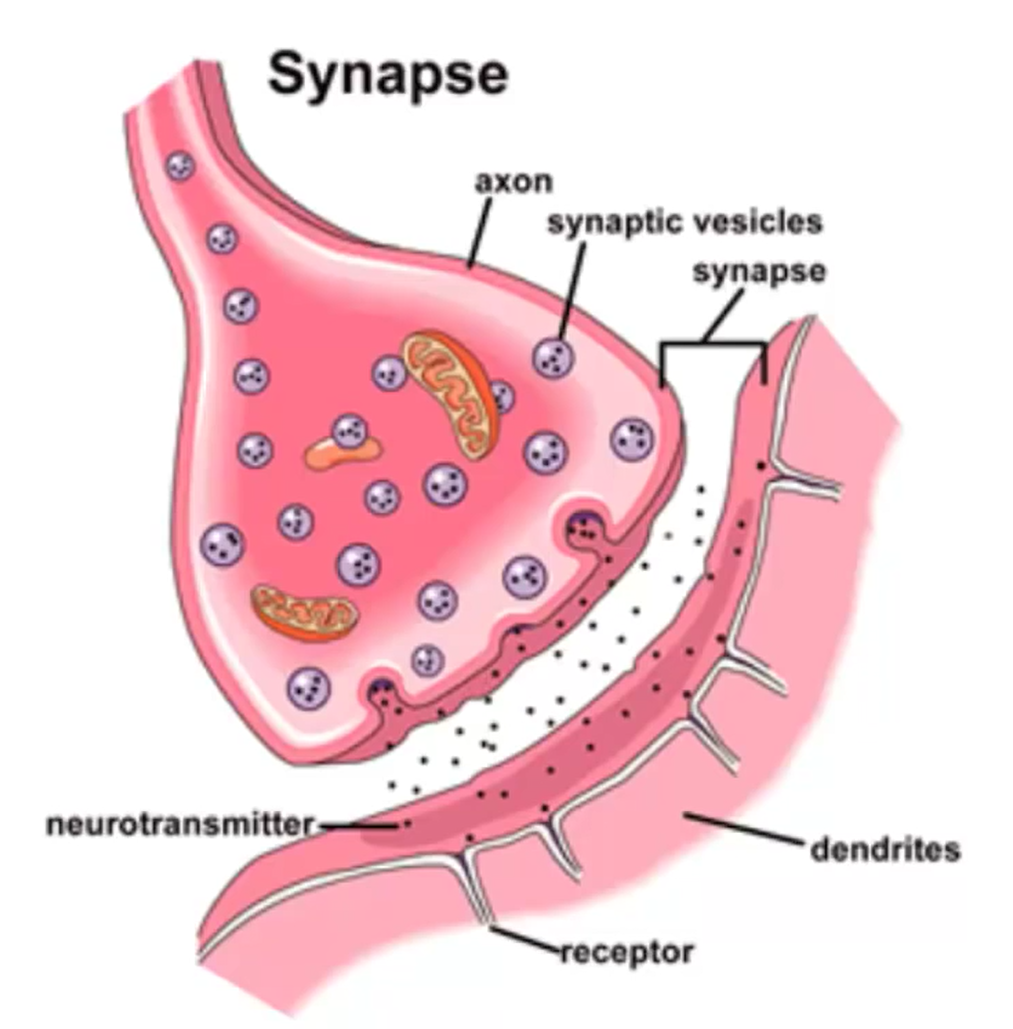 Synapse
axon
synaptic vesicles
synapse
neurotransmitter
dendrites
receptor